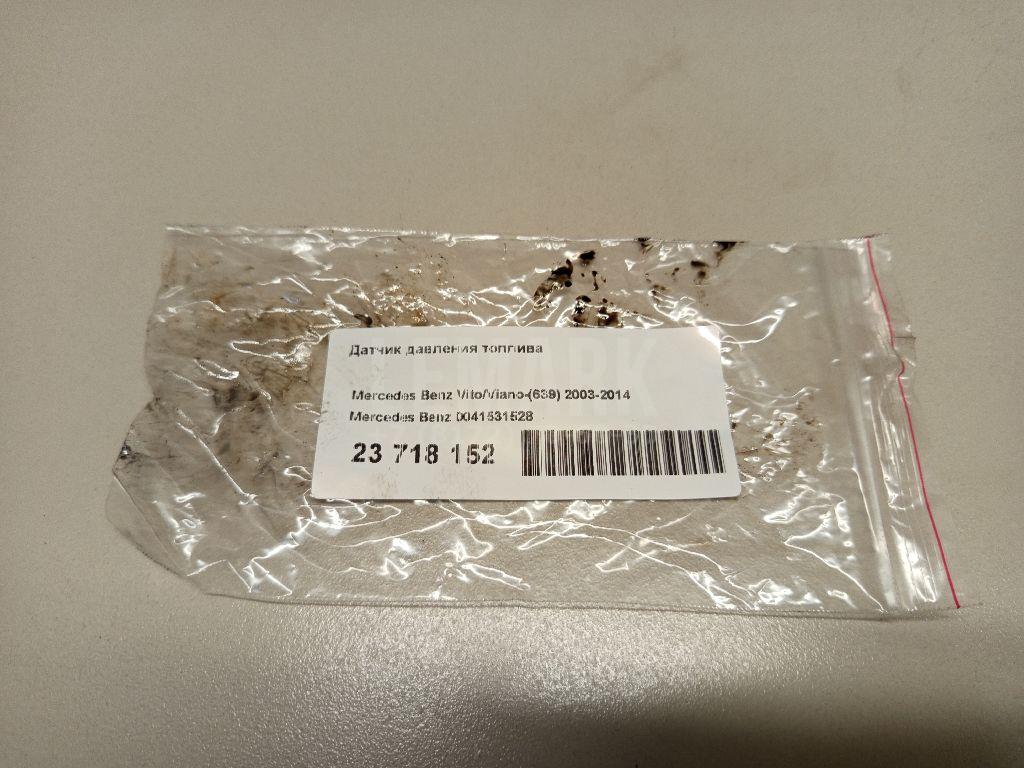 Датчик давления топлива
Mercedes Benz Vito/Viano-(639) 2003-2014
Mercedes Benz 0041531528
23 718 152